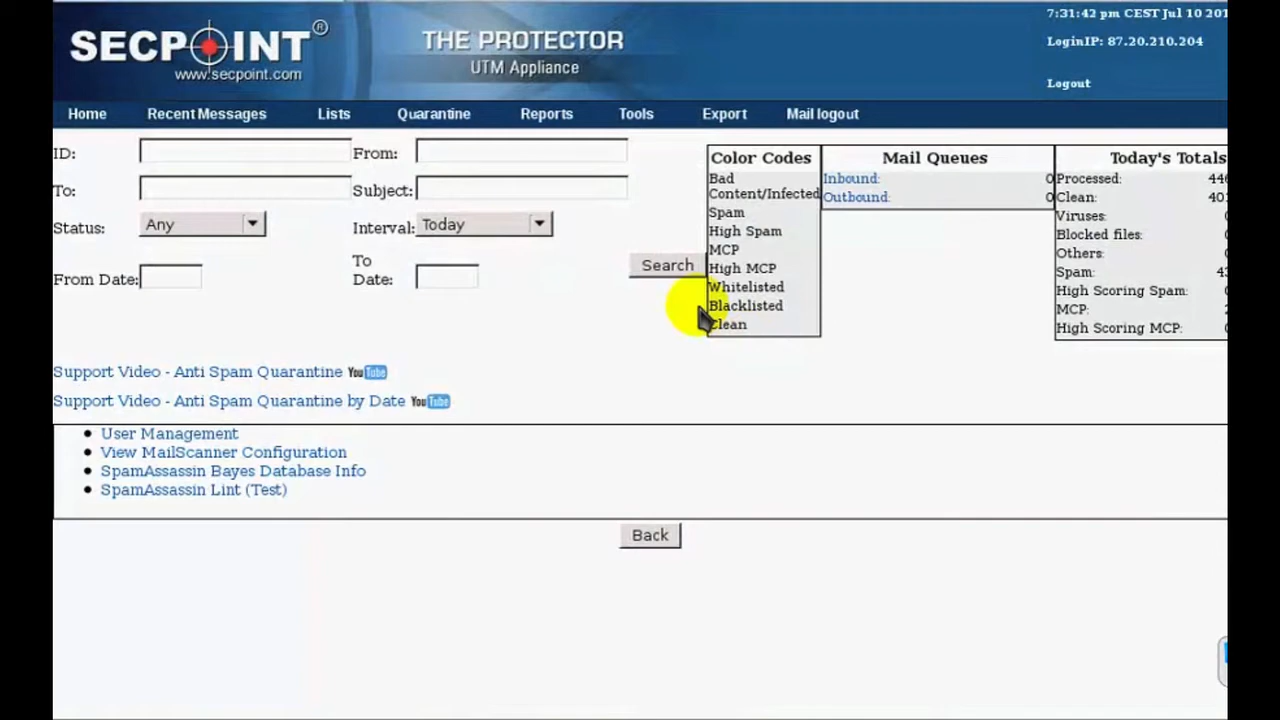 SECPOINT®
www.secpoint.com
THE PROTECTOR
UTM Appliance
7:31:42 pm CEST Jul 10
LoginIP: 87.20.210.204
Logout
Home Recent Messages Lists Quarantine Reports Tools Export Mail logout
ID: From:
To: Subject:
Status: Any Interval: Today
From Date: To Date:
Search
Color Codes
Bad Content/Infected
Spam
High Spam
MCP
High MCP
Whitelisted
Blacklisted
Clean
Mail Queues
Inbound: 0
Outbound: 0
Today's Totals
Processed:
Clean:
Viruses:
Blocked files:
Others:
Spam:
High Scoring Spam:
MCP:
High Scoring MCP:
Support Video - Anti Spam Quarantine YouTube
Support Video - Anti Spam Quarantine by Date YouTube
User Management
View MailScanner Configuration
SpamAssassin Bayes Database Info
SpamAssassin Lint (Test)
Back